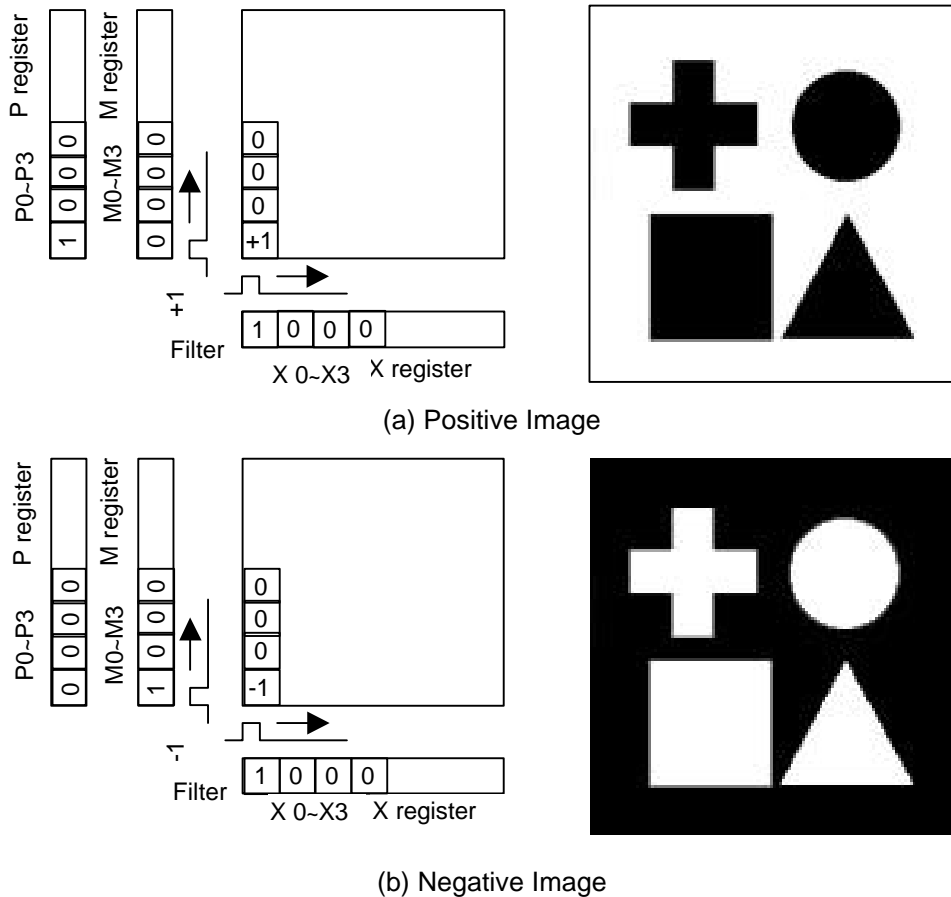 P register
M register
P0~P3
M0~M3
0 0 0 1
0 0 0 0
0
0
0
+1
+1
Filter
1 0 0 0
X 0~X3
X register
(a) Positive Image
P register
M register
P0~P3
M0~M3
0 0 0 0
0 0 0 1
0
0
0
-1
-1
Filter
1 0 0 0
X 0~X3
X register
(b) Negative Image